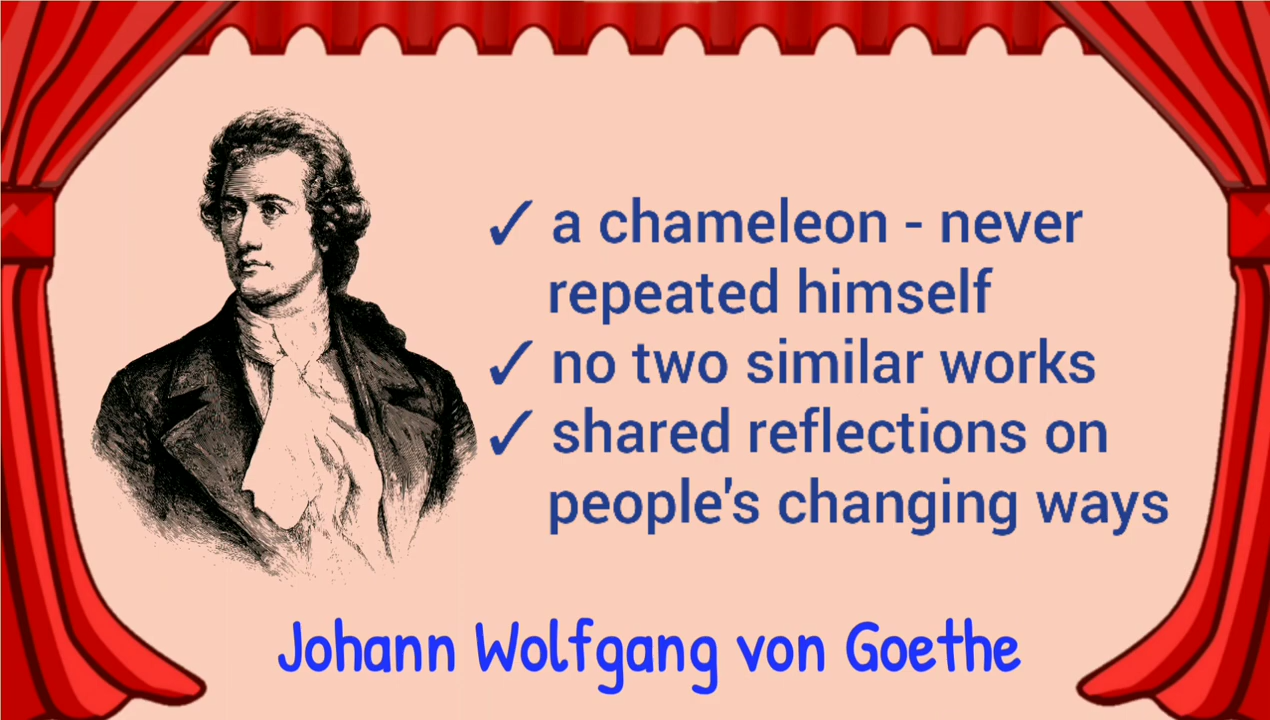 ✓ a chameleon - never
repeated himself
✓ no two similar works
✓ shared reflections on
people's changing ways
Johann Wolfgang von Goethe